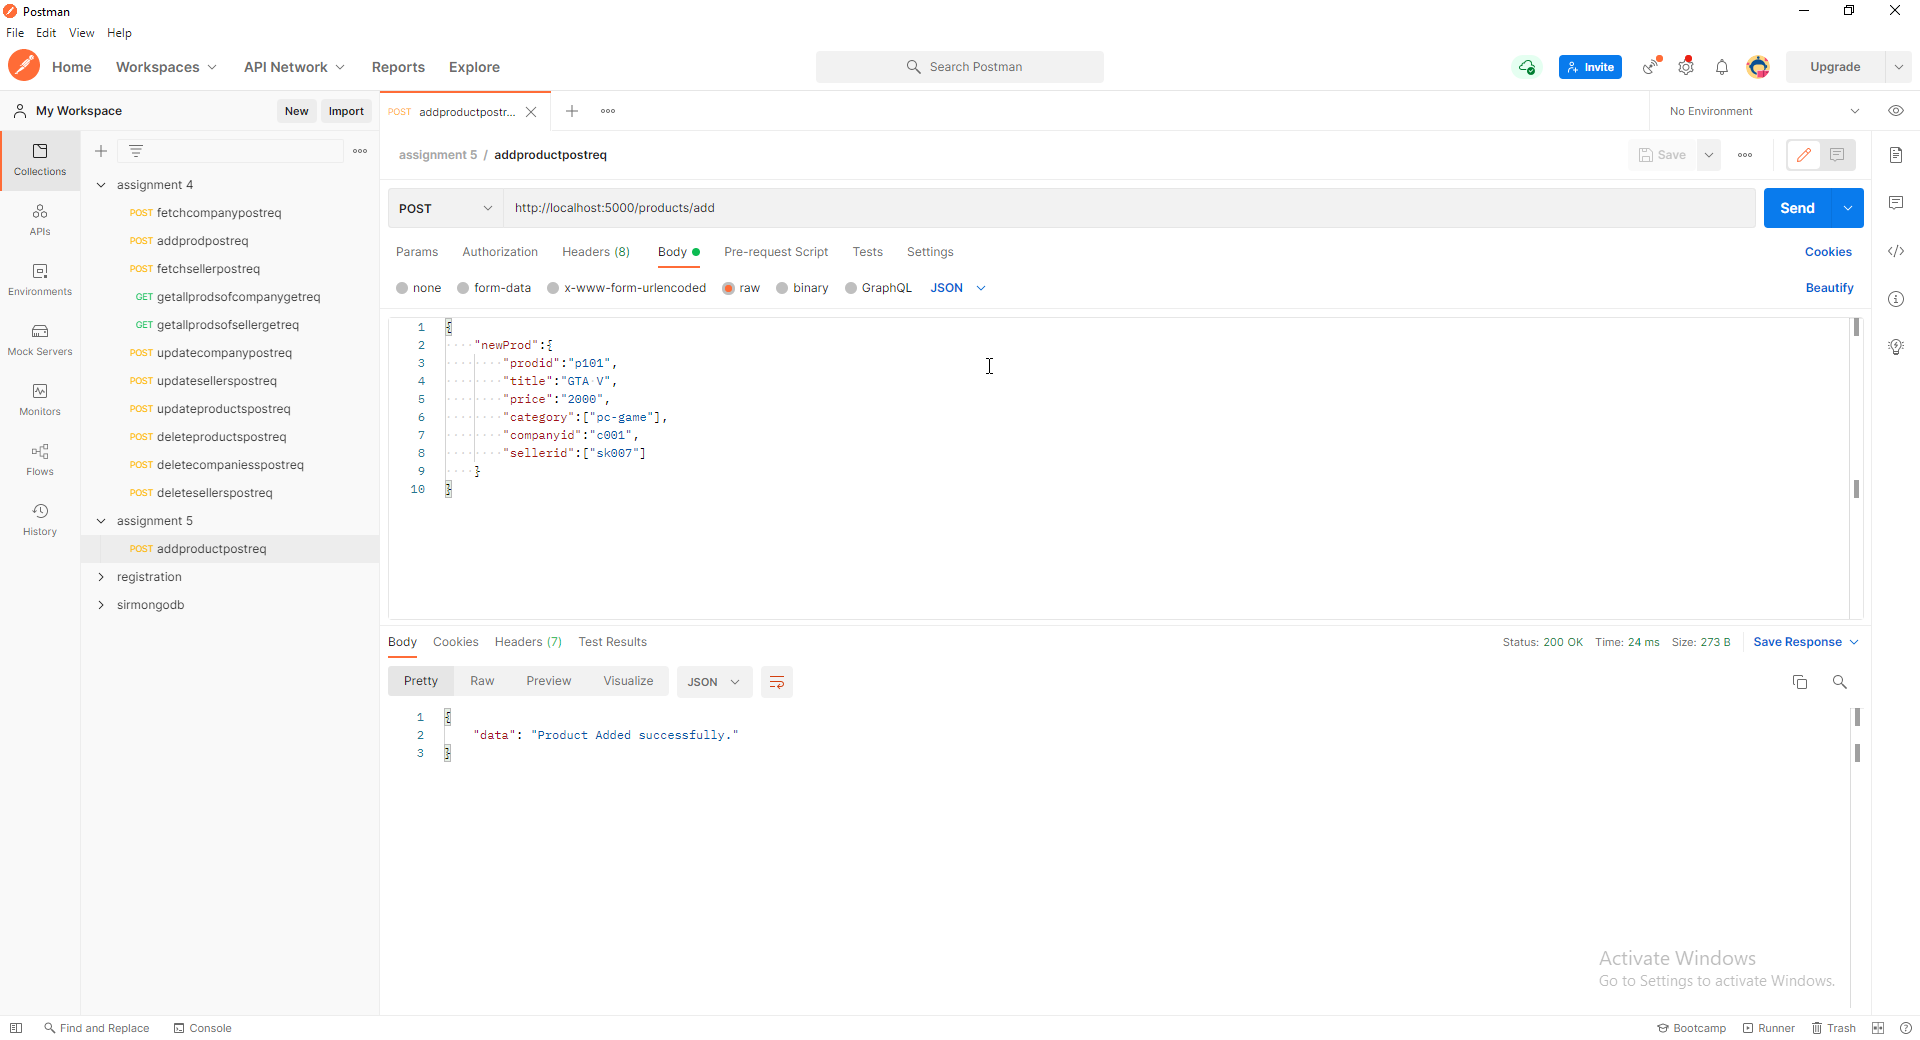 Postman
File Edit View Help
Home Workspaces API Network Reports Explore
Search Postman
Invite
Upgrade
My Workspace
New Import
POST addproductpostr...
No Environment
Collections
APIs
Environments
Mock Servers
Monitors
Flows
History
assignment 4
POST fetchcompanypostreq
POST addprodpostreq
POST fetchsellerpostreq
GET getallprodsofcompanygetreq
GET getallprodsofsellergetreq
POST updatecompanypostreq
POST updatesellerspostreq
POST updateproductspostreq
POST deleteproductspostreq
POST deletecompaniesspostreq
POST deletesellerspostreq
assignment 5
POST addproductpostreq
registration
sirmongodb
assignment 5 / addproductpostreq
Save
POST http://localhost:5000/products/add
Send
Params Authorization Headers (8) Body Pre-request Script Tests Settings
Cookies
none form-data x-www-form-urlencoded raw binary GraphQL JSON
Beautify
1 {
2 "newProd":{
3 "prodid":"p101",
4 "title":"GTA V",
5 "price":"2000",
6 "category":["pc-game"],
7 "companyid":"c001",
8 "sellerid":["sk007"]
9 }
10 }
Body Cookies Headers (7) Test Results
Status: 200 OK Time: 24 ms Size: 273 B Save Response
Pretty Raw Preview Visualize JSON
1 {
2 "data": "Product Added successfully."
3 }
Activate Windows
Go to Settings to activate Windows.
Find and Replace Console
Bootcamp Runner Trash